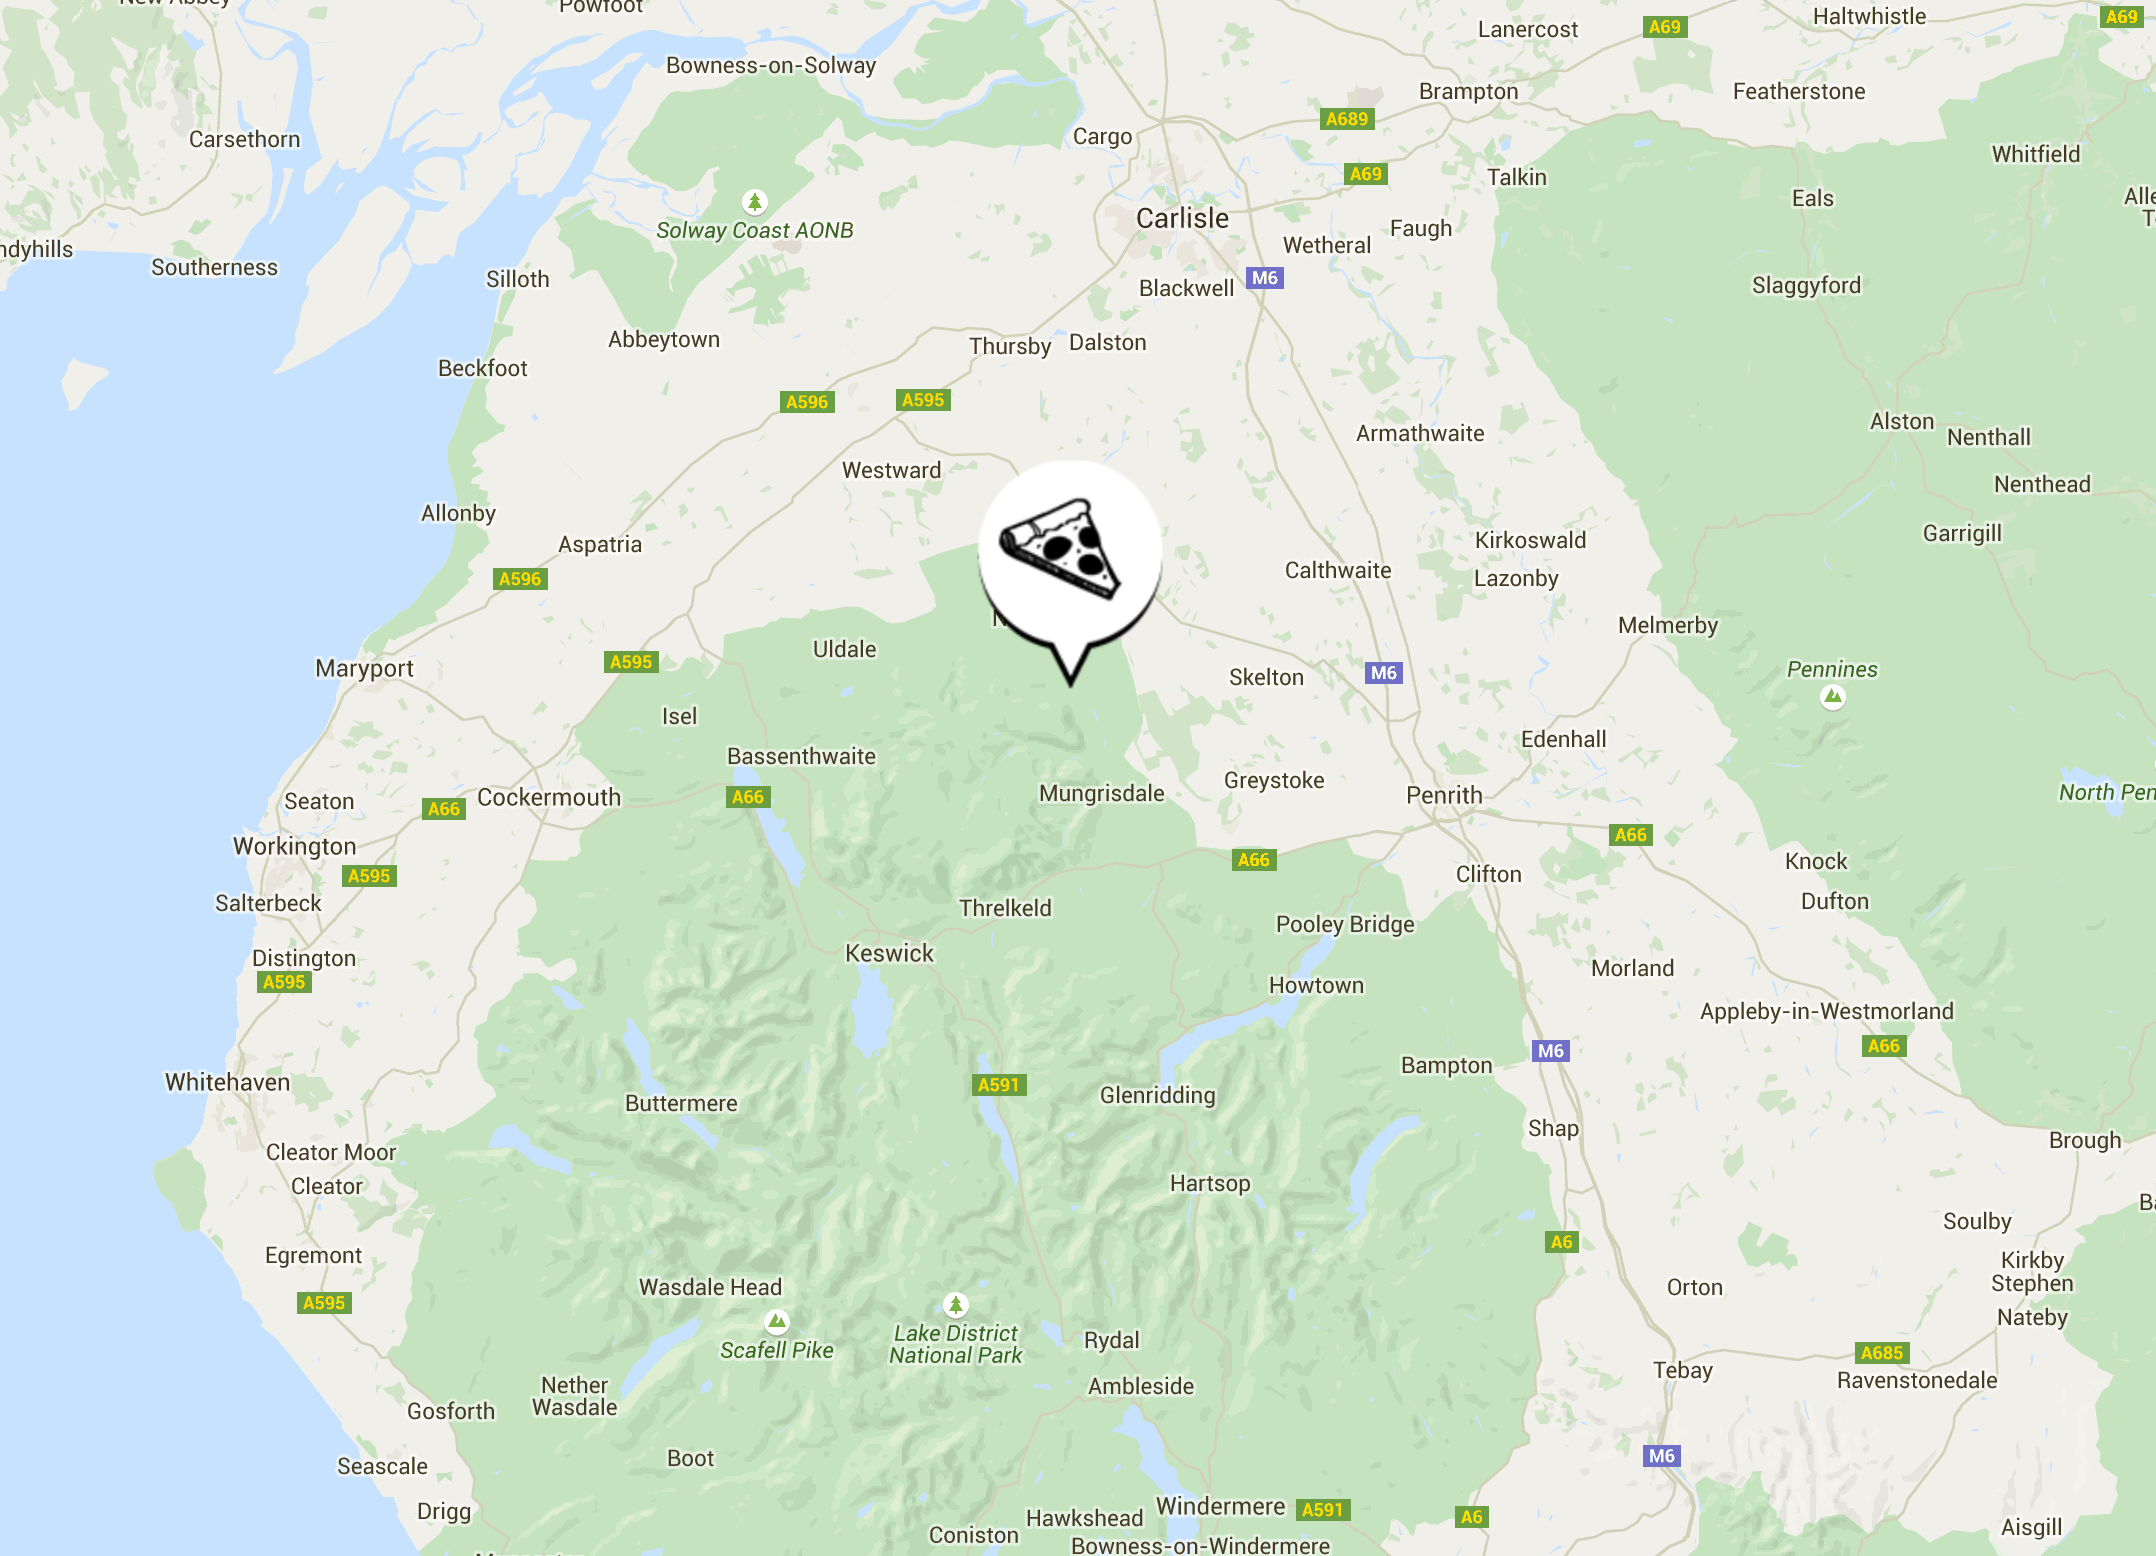 Powfoot
Lanercost
A69
Haltwhistle
A69
Bowness-on-Solway
Brampton
Featherstone
A689
Carsethorn
Cargo
Whitfield
A69
Talkin
Eals
Solway Coast AONB
Carlisle
Faugh
Wetheral
Southerness
Silloth
M6
Blackwell
Slaggyford
Abbeytown
Thursby
Dalston
Beckfoot
A596
A595
Alston
Armathwaite
Nenthall
Westward
Nenthead
Allonby
Garrigill
Aspatria
Kirkoswald
Calthwaite
A596
Lazonby
Melmerby
Uldale
A595
Maryport
Skelton
M6
Pennines
Isel
Edenhall
Bassenthwaite
Greystoke
Mungrisdale
North Pen
Seaton
A66
Cockermouth
A66
Penrith
A66
Workington
A66
Knock
A595
Clifton
Salterbeck
Threlkeld
Dufton
Pooley Bridge
Keswick
Distington
Morland
A595
Howtown
Appleby-in-Westmorland
A66
M6
Bampton
Whitehaven
A591
Buttermere
Glenridding
Shap
Brough
Cleator Moor
Cleator
Hartsop
Soulby
A6
Egremont
Kirkby
Stephen
Wasdale Head
Orton
A595
Nateby
Lake District
National Park
Scafell Pike
Rydal
A685
Tebay
Ravenstonedale
Nether
Wasdale
Ambleside
Gosforth
Boot
M6
Seascale
Drigg
Windermere
A591
Hawkshead
A6
Coniston
Aisgill
Bowness-on-Windermere